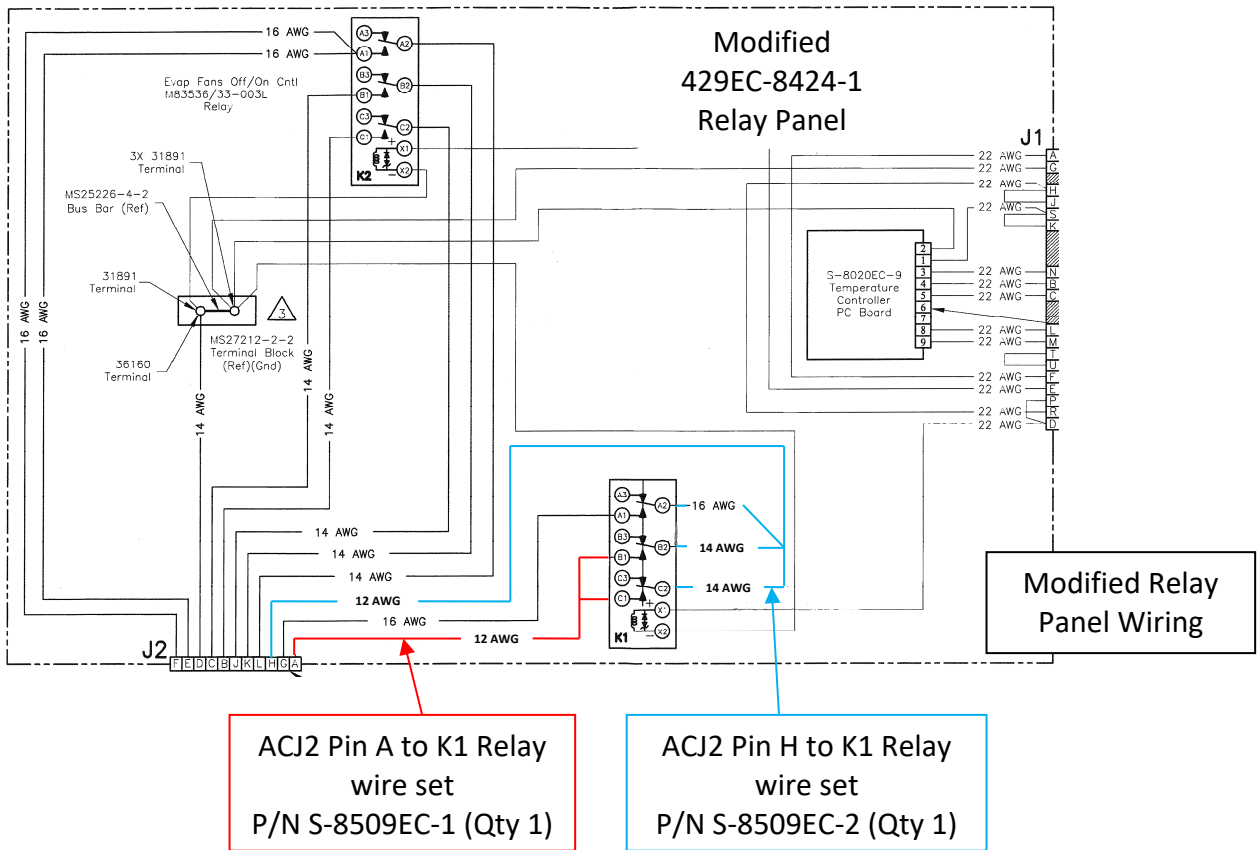 Modified
429EC-8424-1
Relay Panel
16 AWG
16 AWG
A3
A2
A1
B3
B2
B1
C3
C2
C1
+
X1
X2
−
K2
Evap Fans Off/On Cntl
M83536/33-003L
Relay
3X 31891
Terminal
MS25226-4-2
Bus Bar (Ref)
31891
Terminal
3
MS27212-2-2
Terminal Block
(Ref)(Gnd)
36160
Terminal
16 AWG
16 AWG
14 AWG
14 AWG
14 AWG
J1
22 AWG A
22 AWG G
22 AWG H
J
22 AWG S
K
22 AWG N
22 AWG B
22 AWG C
22 AWG L
22 AWG M
T
U
22 AWG F
22 AWG E
P
22 AWG R
22 AWG D
S-8020EC-9
Temperature
Controller
PC Board
2
1
3
4
5
6
7
8
9
A3
A2
16 AWG
A1
B3
B2
14 AWG
B1
C3
C2
14 AWG
C1
+
X1
X2
−
K1
14 AWG
14 AWG
14 AWG
12 AWG
16 AWG
12 AWG
J2
F E D C B J K L H G A
Modified Relay
Panel Wiring
ACJ2 Pin A to K1 Relay
wire set
P/N S-8509EC-1 (Qty 1)
ACJ2 Pin H to K1 Relay
wire set
P/N S-8509EC-2 (Qty 1)